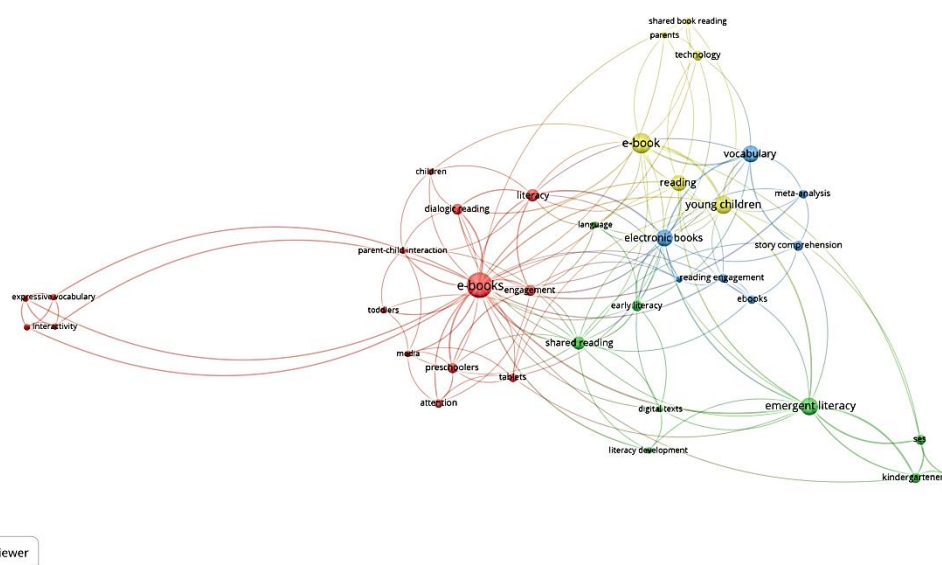 shared book reading
parents
technology
e-book
vocabulary
children
reading
meta-analysis
literacy
young children
dialogic reading
language
electronic books
story comprehension
parent-child interaction
reading engagement
e-books
engagement
expressive vocabulary
ebooks
early literacy
toddlers
interactivity
shared reading
media
preschoolers
tablets
attention
emergent literacy
digital texts
ses
literacy development
kindergartener
iewer